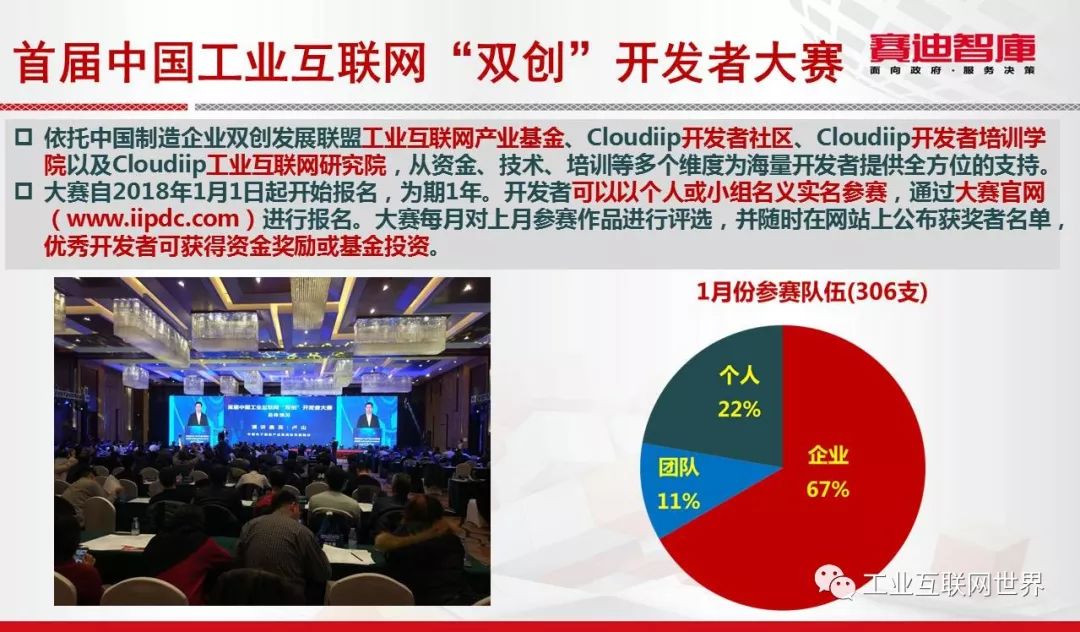 首届中国工业互联网“双创”开发者大赛
赛迪智库
面向政府·服务决策
□ 依托中国制造企业双创发展联盟工业互联网产业基金、Cloudiip开发者社区、Cloudiip开发者培训学
院以及Cloudiip工业互联网研究院，从资金、技术、培训等多个维度为海量开发者提供全方位的支持。
□ 大赛自2018年1月1日起开始报名，为期1年。开发者可以以个人或小组名义实名参赛，通过大赛官网
（www.iipdc.com）进行报名。大赛每月对上月参赛作品进行评选，并随时在网站上公布获奖者名单，
优秀开发者可获得资金奖励或基金投资。
首届中国工业互联网“双创”开发者大赛
演讲嘉宾：卢山
1月份参赛队伍(306支)
个人
22%
团队
11%
企业
67%
工业互联网世界